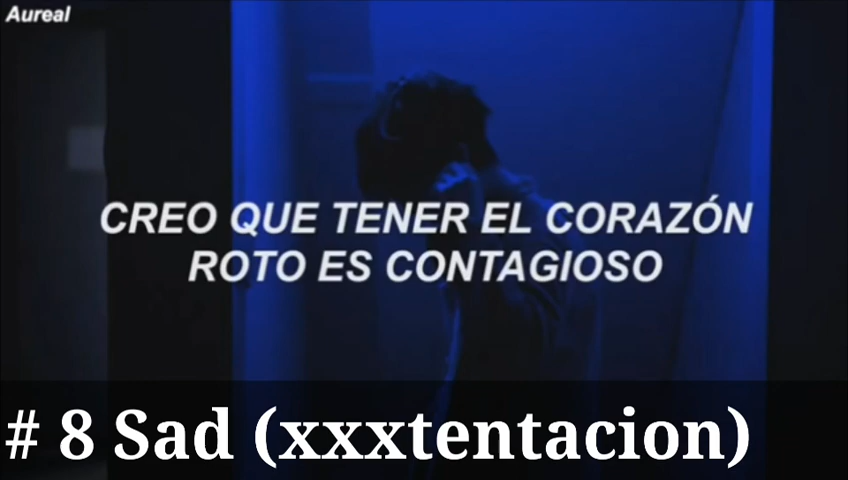 Aureal
CREO QUE TENER EL CORAZÓN
ROTO ES CONTAGIOSO
# 8 Sad (xxxtentacion)